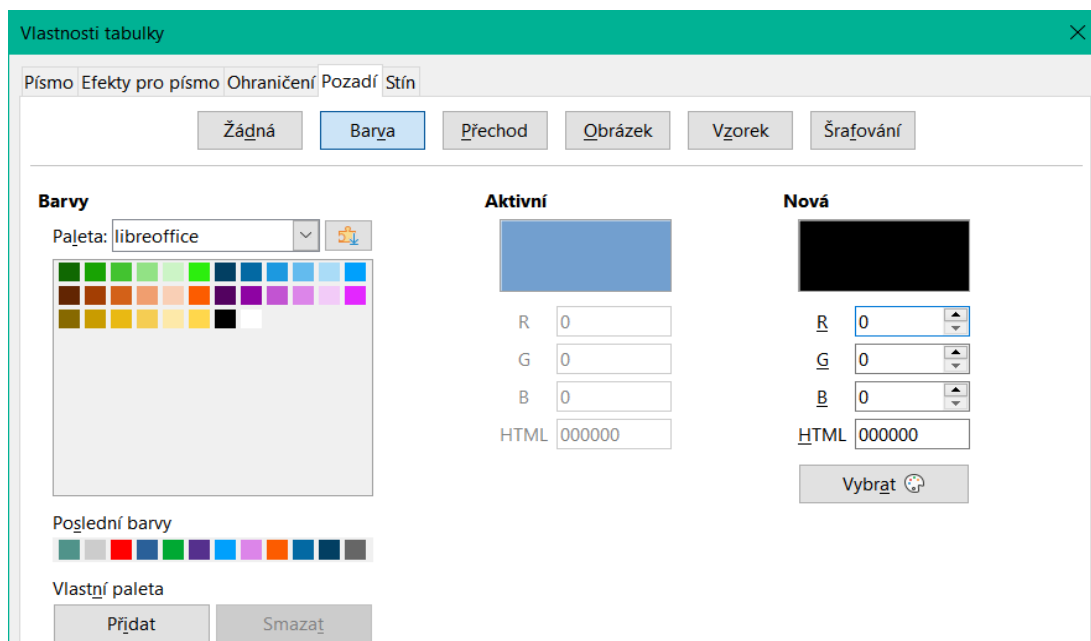 Vlastnosti tabulky
Písmo Efekty pro písmo Ohraničení Pozadí Stín
Žádná Barva Přechod Obrázek Vzorek Šrafování
Barvy
Paleta: libreoffice
Poslední barvy
Vlastní paleta
Přidat Smazat
Aktivní
R 0
G 0
B 0
HTML 000000
Nová
R 0
G 0
B 0
HTML 000000
Vybrat